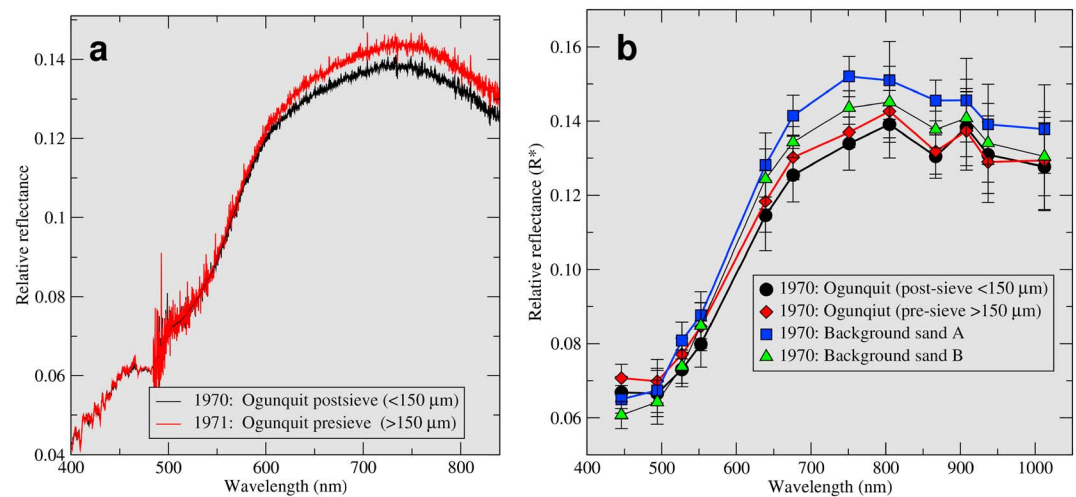 a
0.14
0.12
0.1
0.08
0.06
0.04
Relative reflectance
400
500
600
700
800
Wavelength (nm)
1970: Ogunquit postsieve (<150 μm)
1971: Ogunquit presieve (>150 μm)
b
0.16
0.14
0.12
0.10
0.08
0.06
Relative reflectance (R*)
400
500
600
700
800
900
1000
Wavelength (nm)
1970: Ogunquit (post-sieve <150 μm)
1970: Ogunqiut (pre-sieve >150 μm)
1970: Background sand A
1970: Background sand B